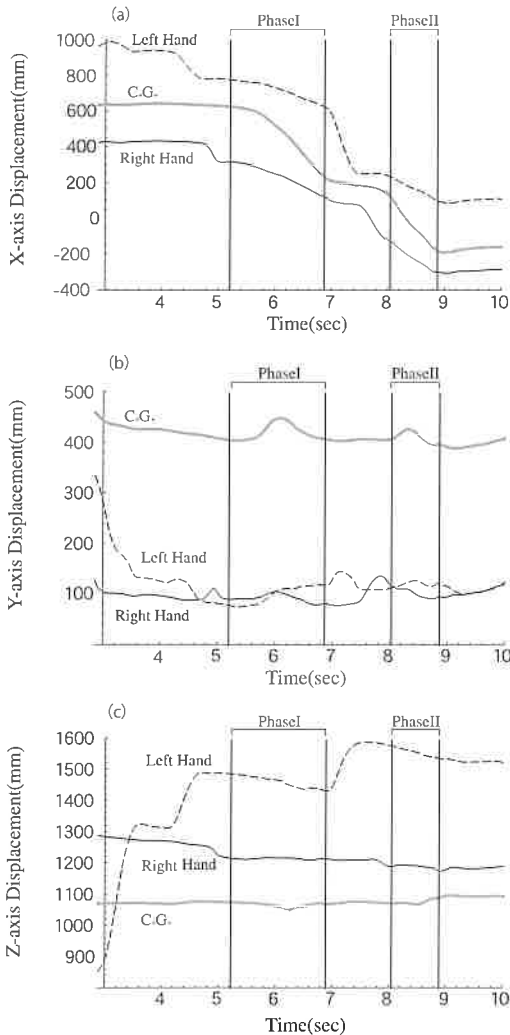 (a)
PhaseI
PhaseII
1000
800
600
400
200
0
-200
-400
X-axis Displacement(mm)
Left Hand
C.G.
Right Hand
4 5 6 7 8 9 10
Time(sec)
(b)
PhaseI
PhaseII
500
400
300
200
100
Y-axis Displacement(mm)
C.G.
Left Hand
Right Hand
4 5 6 7 8 9 10
Time(sec)
(c)
PhaseI
PhaseII
1600
1500
1400
1300
1200
1100
1000
900
Z-axis Displacement(mm)
Left Hand
Right Hand
C.G.
4 5 6 7 8 9 10
Time(sec)